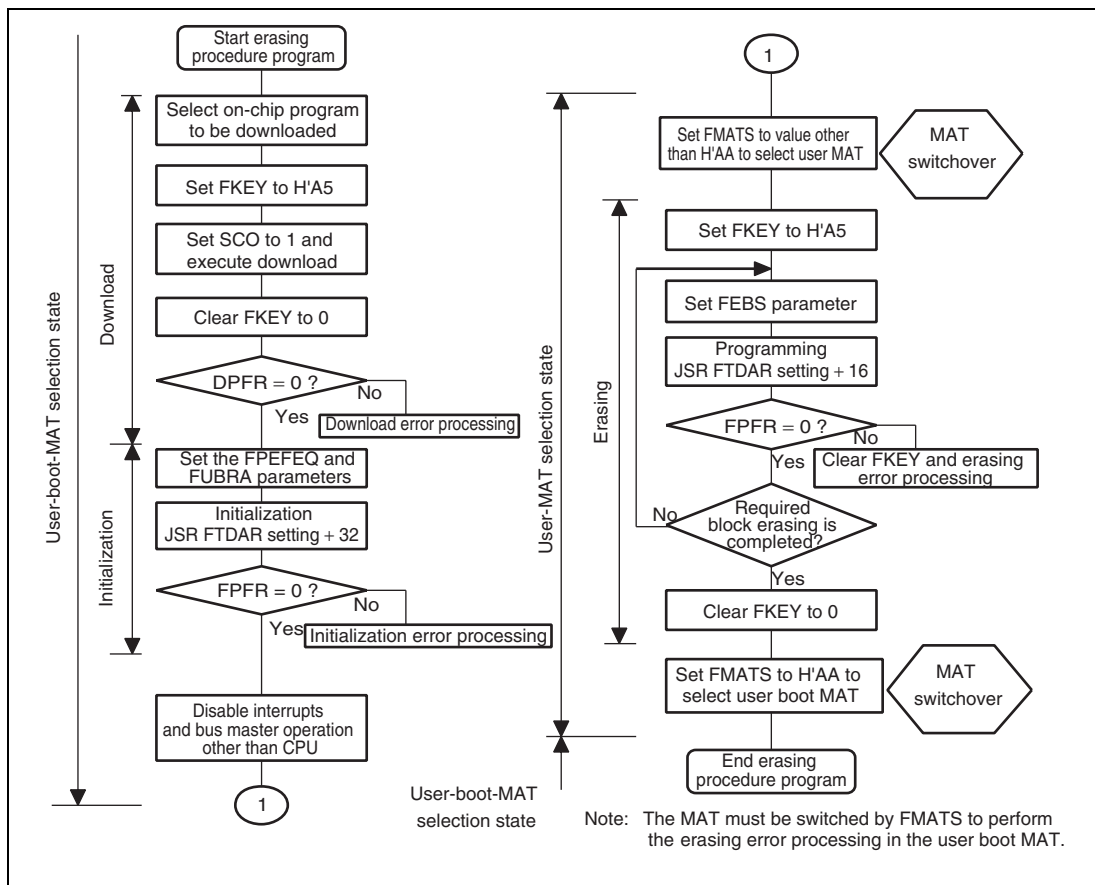 Start erasing
procedure program
Select on-chip program
to be downloaded
Set FKEY to H'A5
Set SCO to 1 and
execute download
Clear FKEY to 0
DPFR = 0 ?
No
Yes
Download error processing
Set the FPEFEQ and
FUBRA parameters
Initialization
JSR FTDAR setting + 32
FPFR = 0 ?
No
Yes
Initialization error processing
Disable interrupts
and bus master operation
other than CPU
1
Download
Initialization
User-boot-MAT selection state
1
Set FMATS to value other
than H'AA to select user MAT
MAT
switchover
Set FKEY to H'A5
Set FEBS parameter
Programming
JSR FTDAR setting + 16
FPFR = 0 ?
No
Yes
Clear FKEY and erasing
error processing
Required
block erasing is
completed?
No
Yes
Clear FKEY to 0
Set FMATS to H'AA to
select user boot MAT
MAT
switchover
End erasing
procedure program
Erasing
User-MAT selection state
User-boot-MAT
selection state
Note: The MAT must be switched by FMATS to perform
the erasing error processing in the user boot MAT.